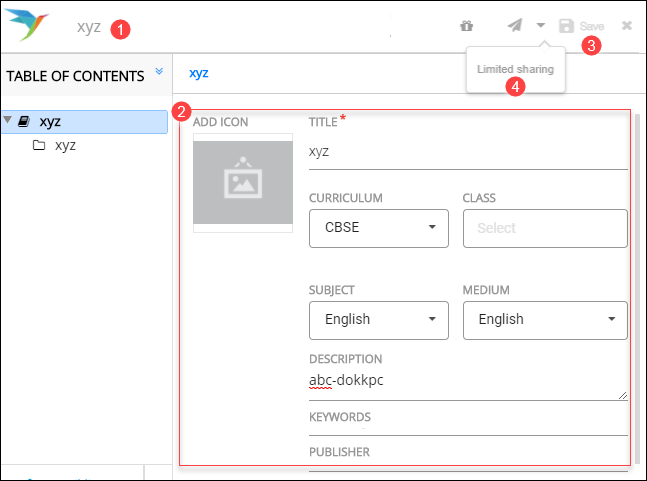 xyz 1
Save
3
Limited sharing
4
TABLE OF CONTENTS
xyz
xyz
xyz
2
ADD ICON
TITLE *
xyz
CURRICULUM CLASS
CBSE Select
SUBJECT MEDIUM
English English
DESCRIPTION
abc-dokkpc
KEYWORDS
PUBLISHER